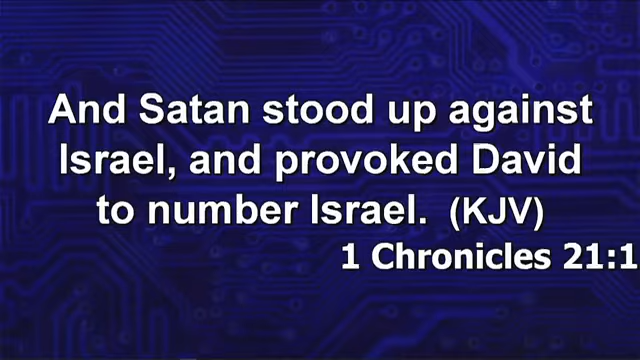 And Satan stood up against
Israel, and provoked David
to number Israel.  (KJV)
1 Chronicles 21:1